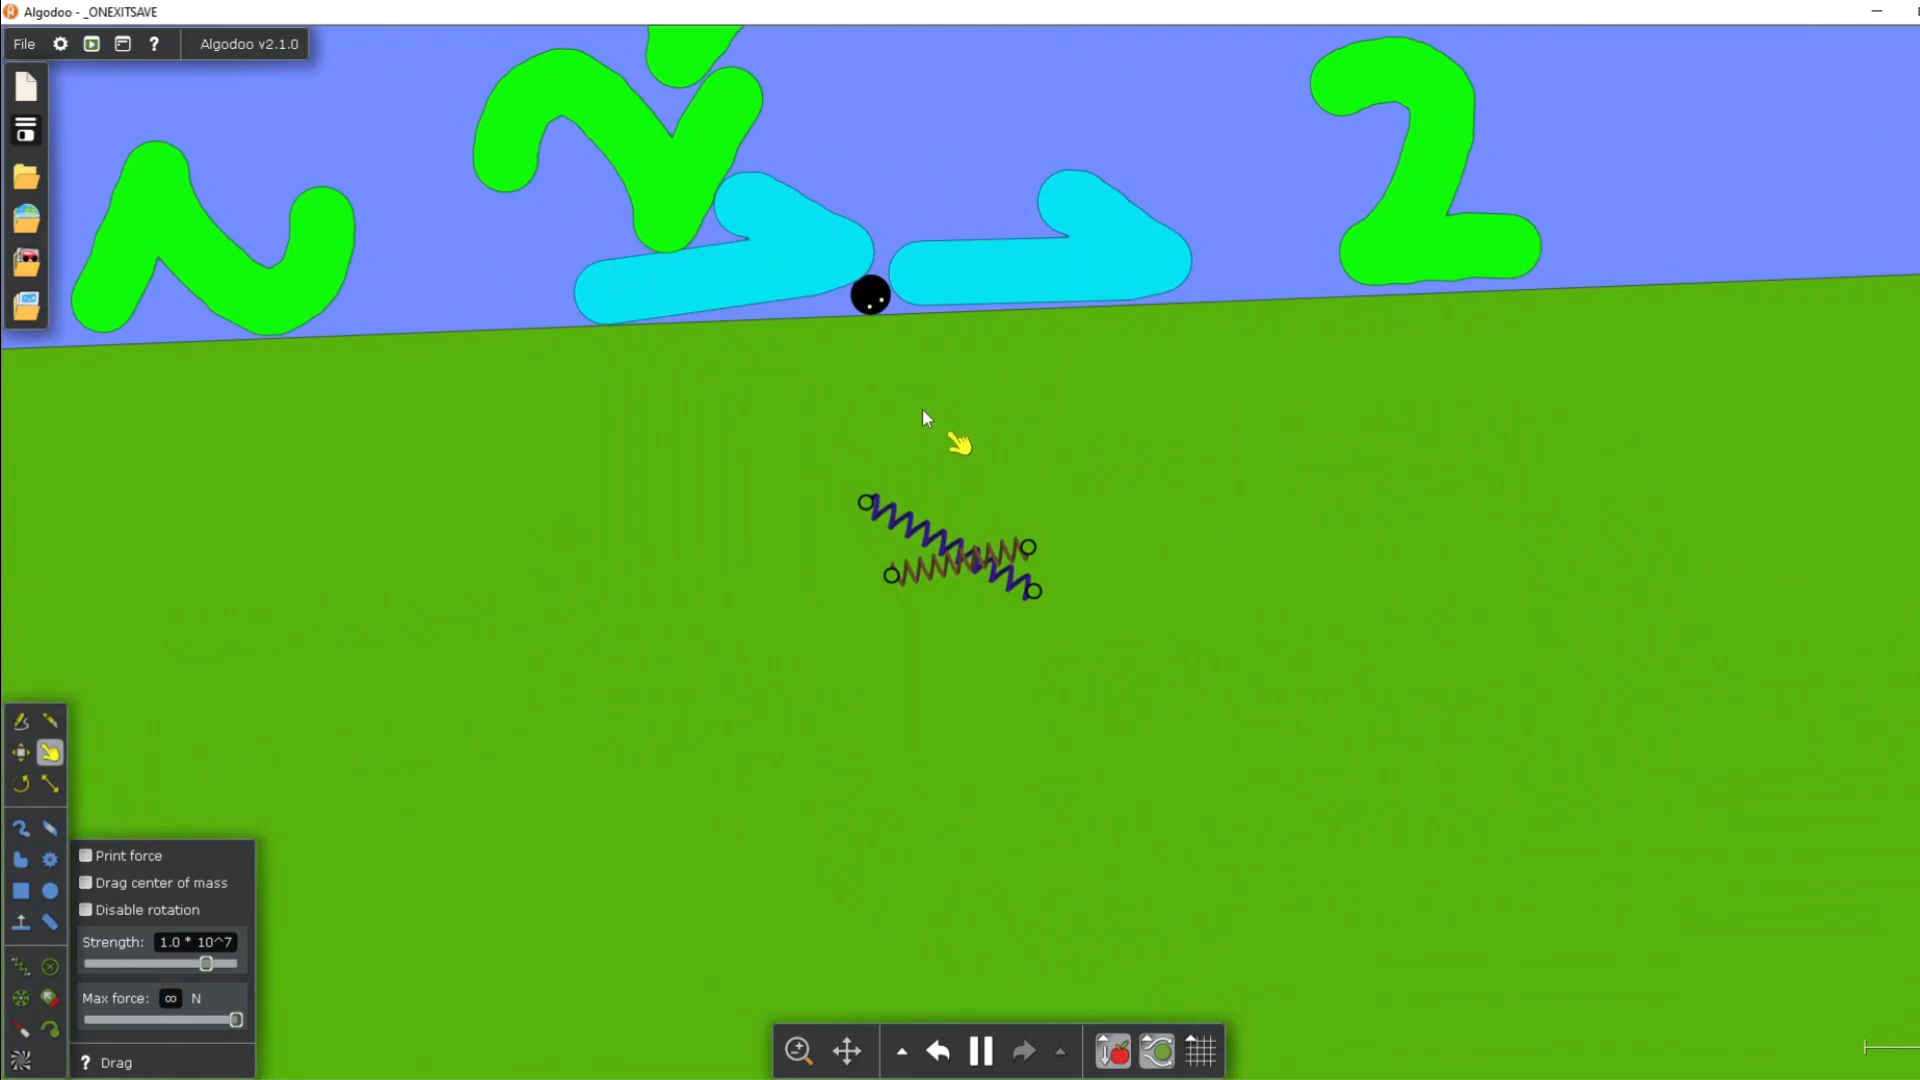 Algodoo - _ONEXITSAVE
File ? Algodoo v2.1.0
2
Print force
Drag center of mass
Disable rotation
Strength: 1.0 * 10^7
Max force: ∞ N
? Drag